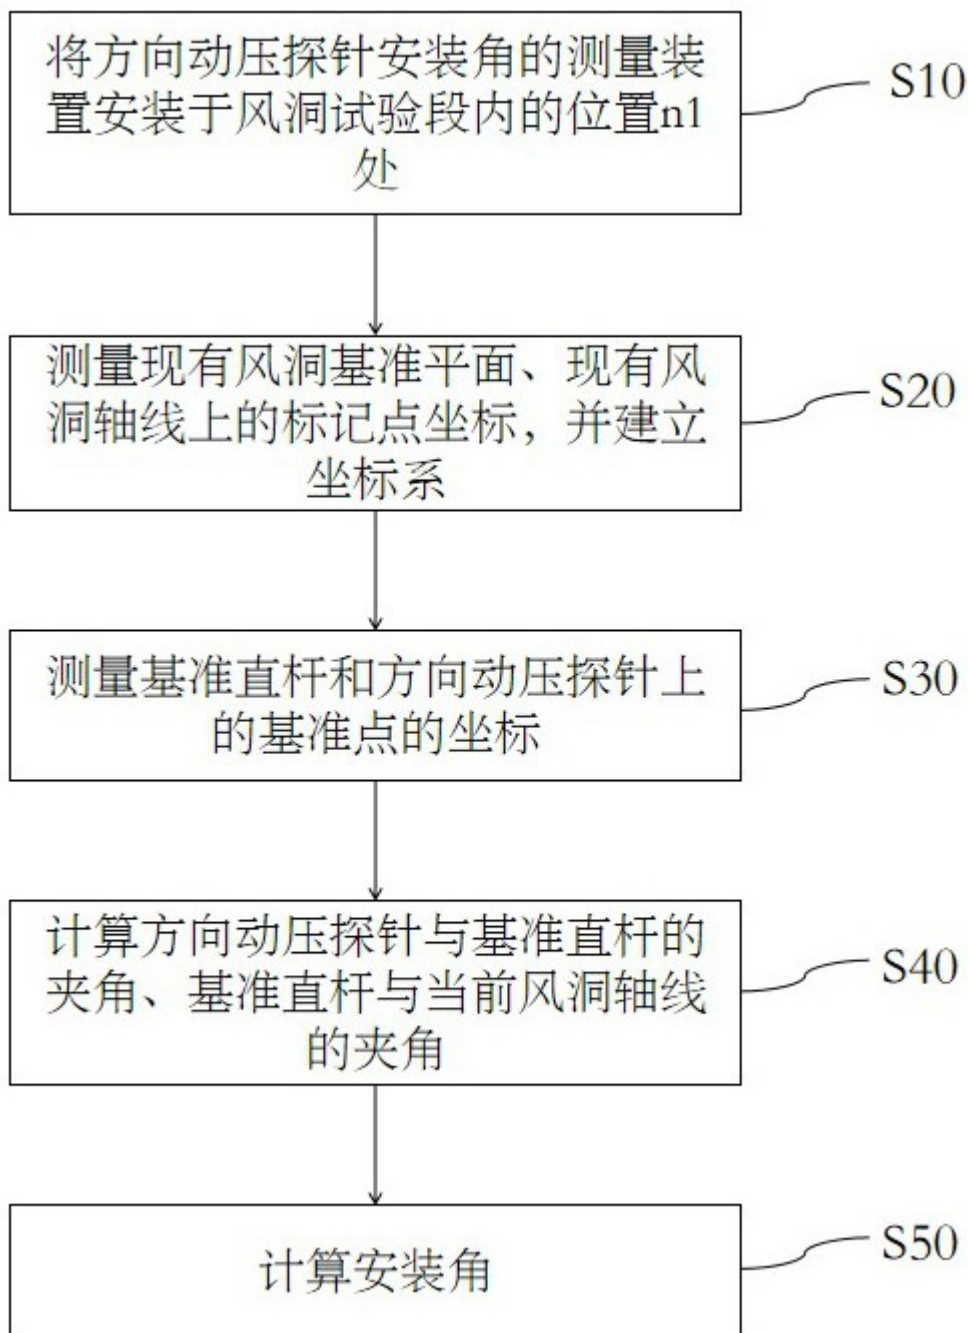 将方向动压探针安装角的测量装
置安装于风洞试验段内的位置n1
处
S10
测量现有风洞基准平面、现有风
洞轴线上的标记点坐标，并建立
坐标系
S20
测量基准直杆和方向动压探针上
的基准点的坐标
S30
计算方向动压探针与基准直杆的
夹角、基准直杆与当前风洞轴线
的夹角
S40
计算安装角
S50